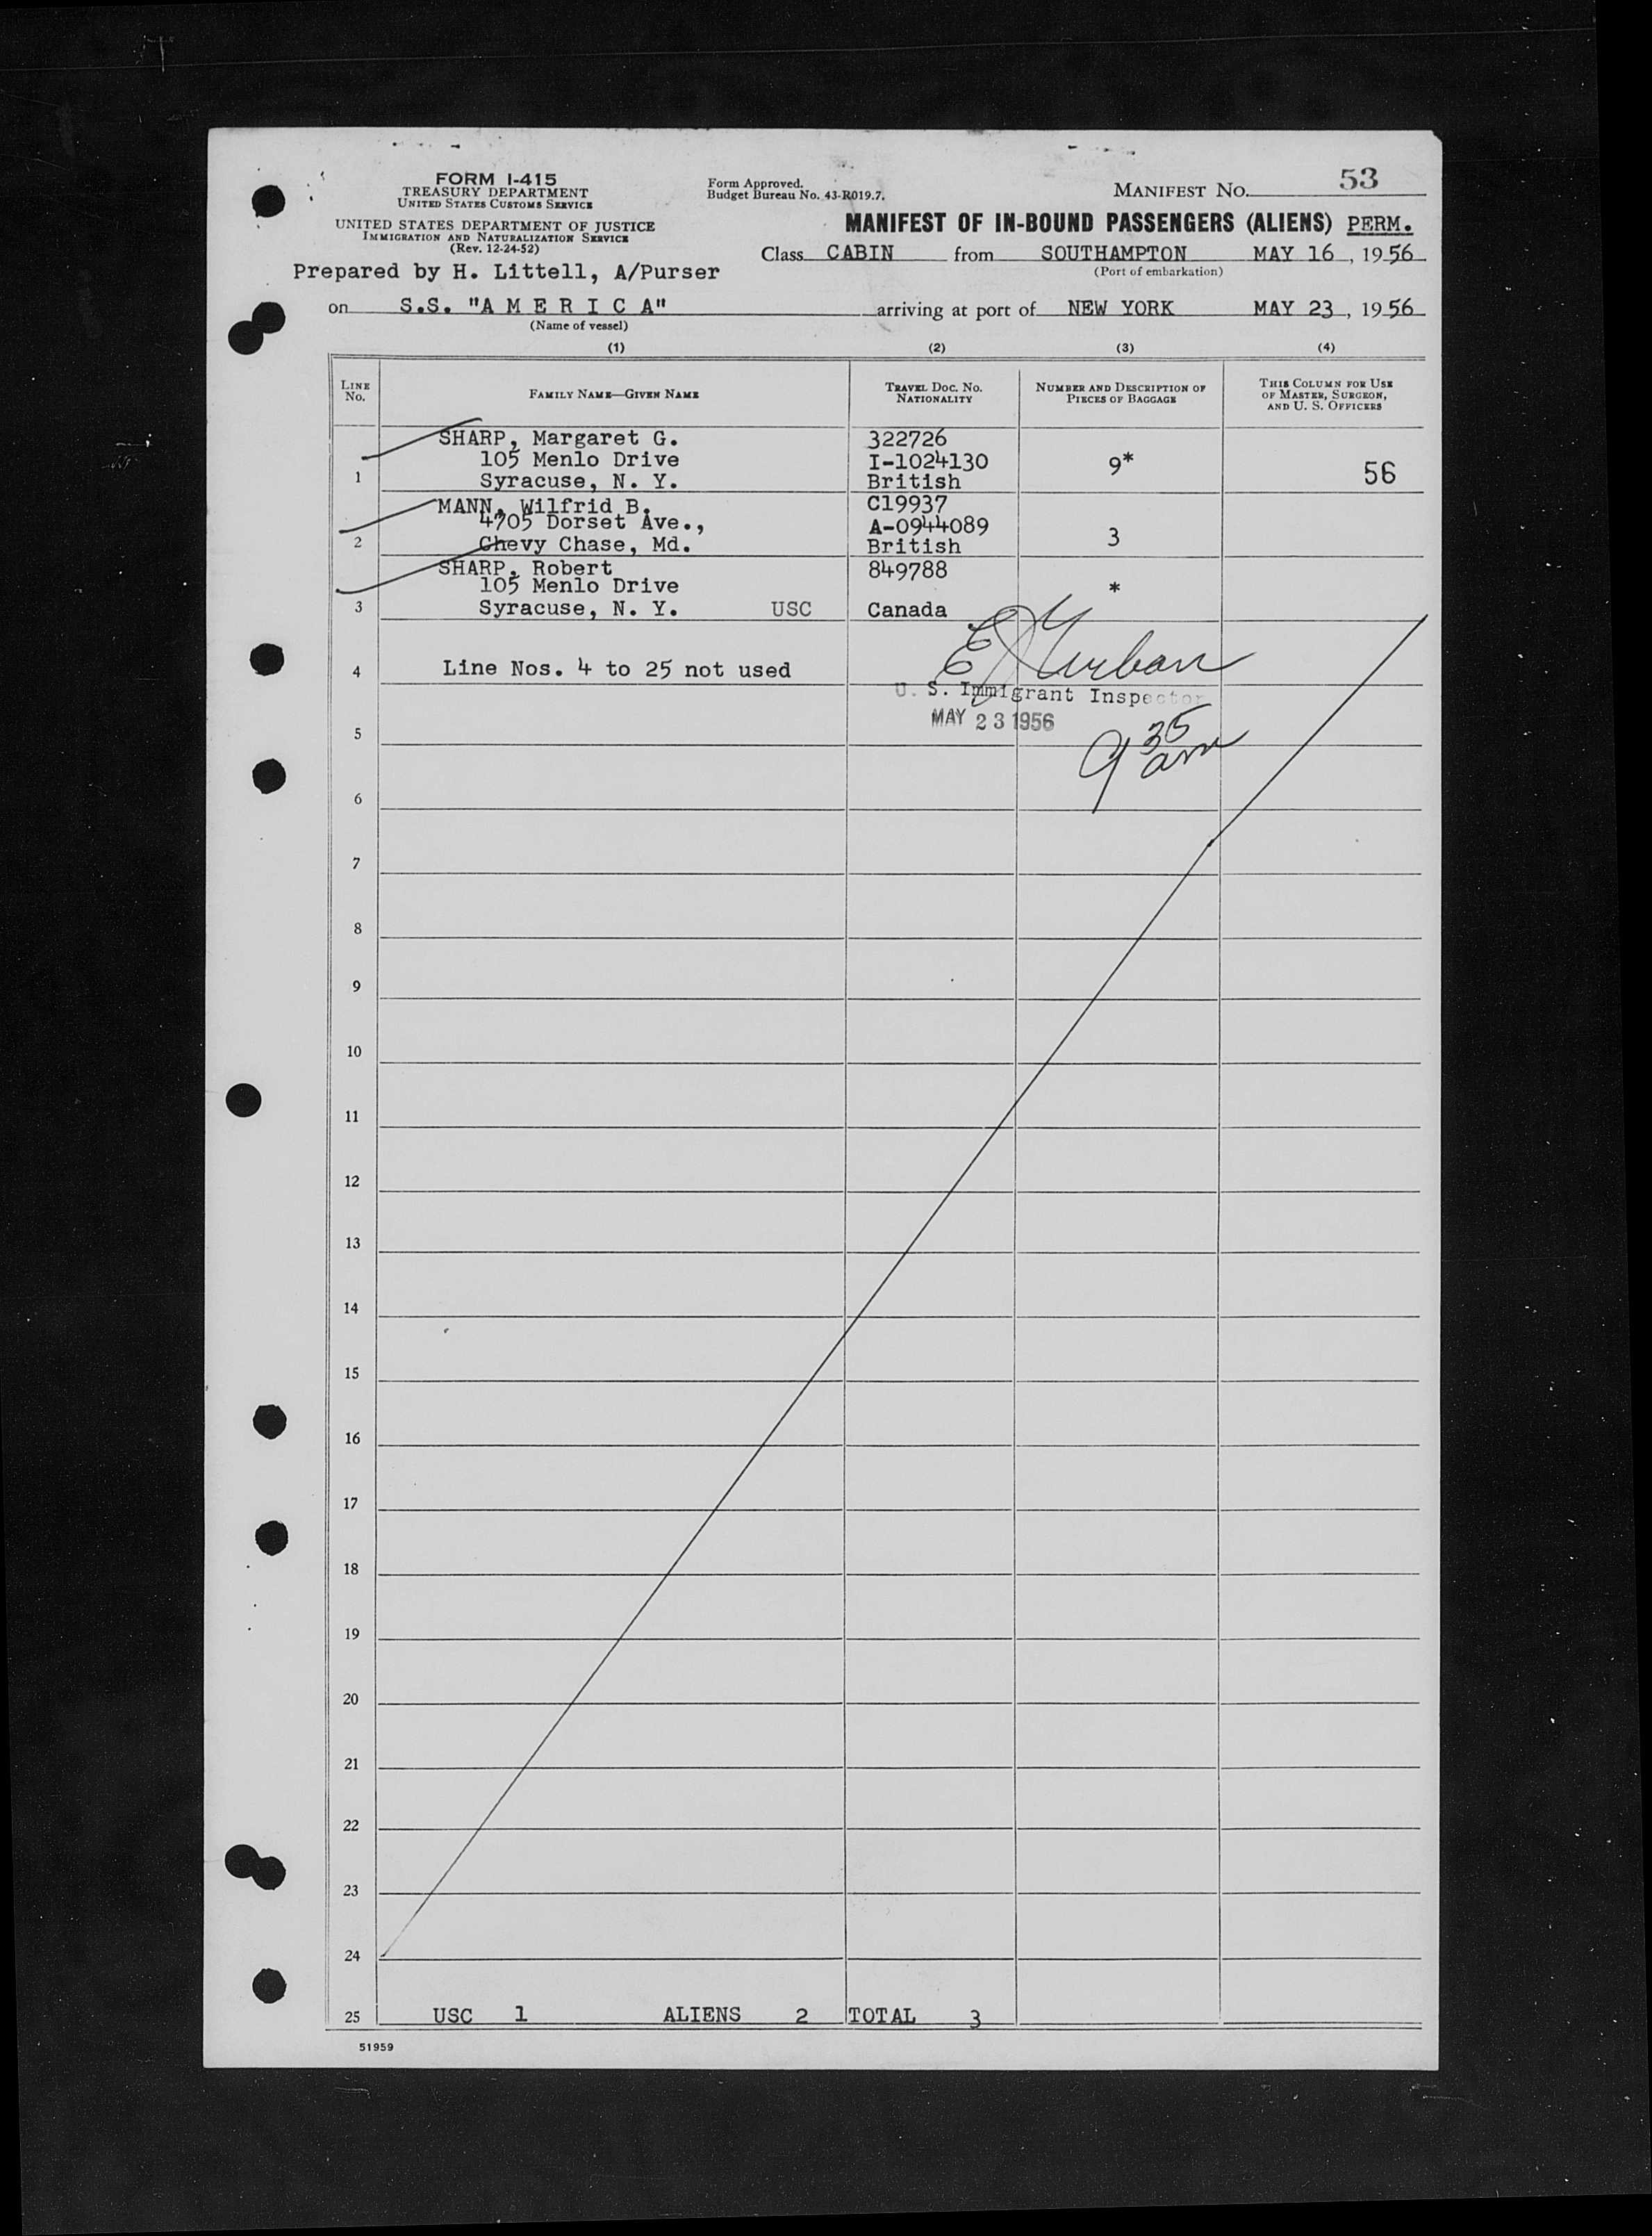 FORM I-415
TREASURY DEPARTMENT
UNITED STATES CUSTOMS SERVICE
UNITED STATES DEPARTMENT OF JUSTICE
IMMIGRATION AND NATURALIZATION SERVICE
(Rev. 12-24-52)
Prepared by H. Littell, A/Purser
Form Approved.
Budget Bureau No. 43-R019.7.
MANIFEST NO. 53
MANIFEST OF IN-BOUND PASSENGERS (ALIENS) PERM.
Class CABIN from SOUTHAMPTON MAY 16, 1956
(Port of embarkation)
on S.S. "A M E R I C A" arriving at port of NEW YORK MAY 23, 1956
(Name of vessel)
(1) (2) (3) (4)
LINE NO.
FAMILY NAME—GIVEN NAME
TRAVEL DOC. NO. NATIONALITY
NUMBER AND DESCRIPTION OF PIECES OF BAGGAGE
THIS COLUMN FOR USE OF MASTER, SURGEON, AND U. S. OFFICERS
SHARP, Margaret G. 322726
105 Menlo Drive I-1024130 9*
1 Syracuse, N. Y. British 56
MANN, Wilfrid B. C19937
4705 Dorset Ave., A-0944089
2 Chevy Chase, Md. British 3
SHARP, Robert 849788
105 Menlo Drive *
3 Syracuse, N. Y. USC Canada
4 Line Nos. 4 to 25 not used
U. S. Immigrant Inspector
MAY 23 1956
5
9 35 am
6
7
8
9
10
11
12
13
14
15
16
17
18
19
20
21
22
23
24
25 USC 1 ALIENS 2 TOTAL 3
51959